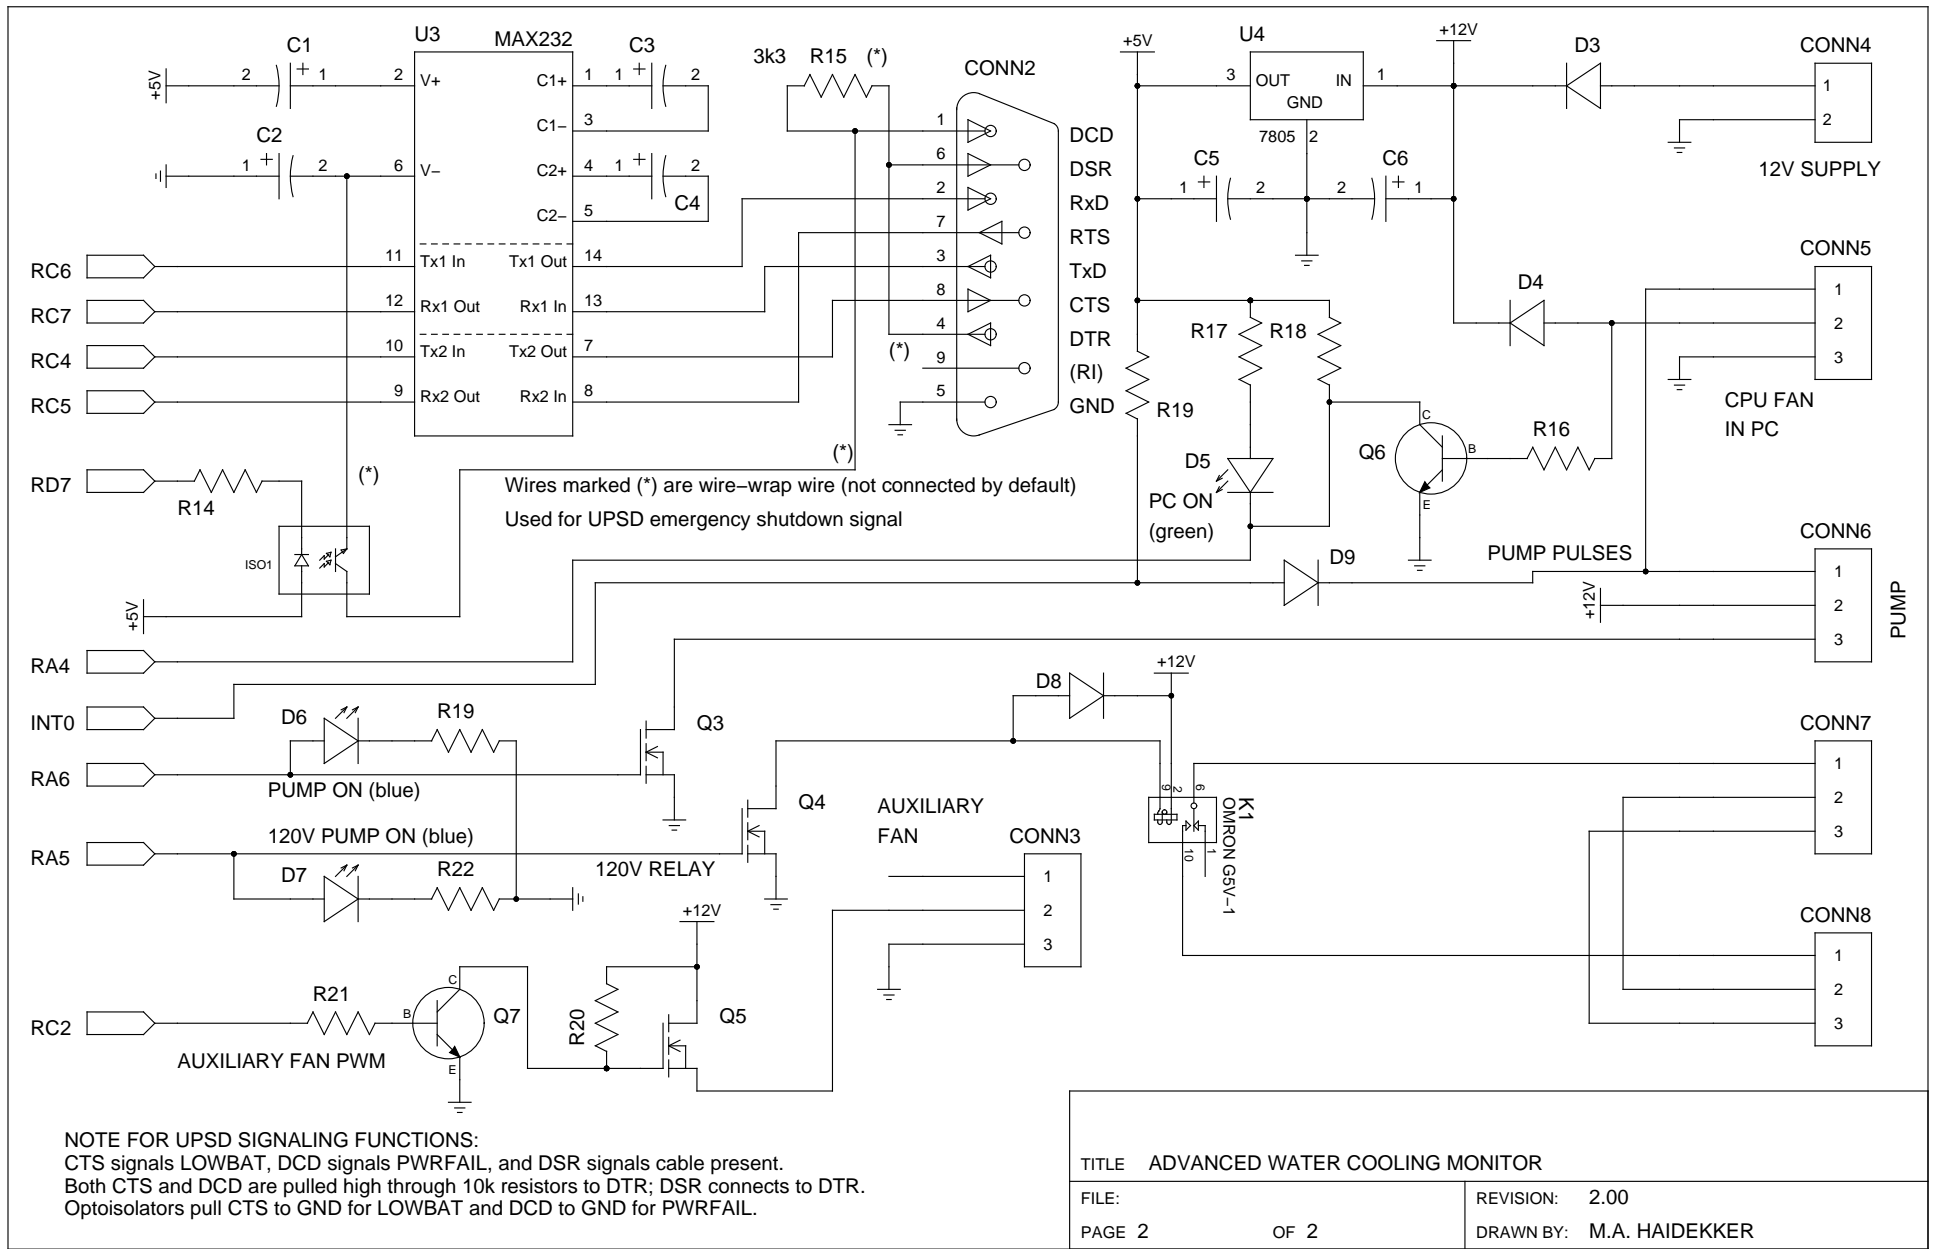 U3 MAX232
C1
+5V
2 + 1
2 V+
C1+ 1
C3
1 + 2
C1− 3
C2
1 + 2
6 V−
C2+ 4
1 + 2
C4
C2− 5
RC6
11 Tx1 In Tx1 Out 14
RC7
12 Rx1 Out Rx1 In 13
RC4
10 Tx2 In Tx2 Out 7
RC5
9 Rx2 Out Rx2 In 8
3k3 R15 (*)
CONN2
1 DCD
6 DSR
2 RxD
7 RTS
3 TxD
8 CTS
4 DTR
(*)
9 (RI)
5 GND
(*)
+5V
U4
+12V
3 OUT IN 1
GND
7805 2
C5
1 + 2
C6
2 + 1
D3
CONN4
1
2
12V SUPPLY
CONN5
1
2
3
CPU FAN
IN PC
D4
R17 R18
R19
R16
Q6
C
B
E
D5
PC ON
(green)
RD7
R14
(*)
ISO1
+5V
Wires marked (*) are wire−wrap wire (not connected by default)
Used for UPSD emergency shutdown signal
D9
PUMP PULSES
CONN6
1
2
3
+12V
PUMP
RA4
INT0
RA6
D6
R19
PUMP ON (blue)
Q3
RA5
120V PUMP ON (blue)
D7
R22
120V RELAY
Q4
D8
+12V
9 2 6
10 1
K1
OMRON G5V−1
AUXILIARY
FAN
CONN3
1
2
3
CONN7
1
2
3
CONN8
1
2
3
RC2
R21
AUXILIARY FAN PWM
C
B
E
Q7
R20
+12V
Q5
NOTE FOR UPSD SIGNALING FUNCTIONS:
CTS signals LOWBAT, DCD signals PWRFAIL, and DSR signals cable present.
Both CTS and DCD are pulled high through 10k resistors to DTR; DSR connects to DTR.
Optoisolators pull CTS to GND for LOWBAT and DCD to GND for PWRFAIL.
TITLE ADVANCED WATER COOLING MONITOR
FILE:
REVISION: 2.00
PAGE 2 OF 2
DRAWN BY: M.A. HAIDEKKER